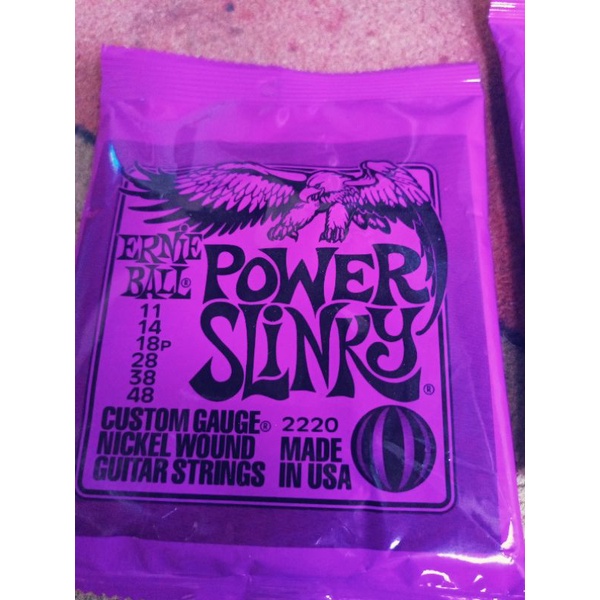 ERNIE
BALL®
POWER
SLINKY®
11
14
18P
28
38
48
CUSTOM GAUGE® 2220
NICKEL WOUND MADE
GUITAR STRINGS IN USA